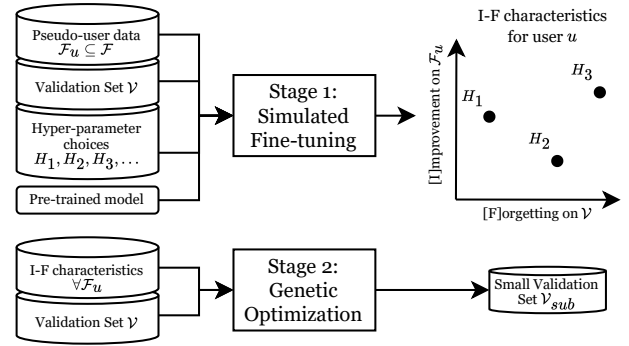 Pseudo-user data
𝓕ᵤ ⊆ 𝓕
Validation Set 𝒱
Hyper-parameter
choices
H₁, H₂, H₃, …
Pre-trained model
Stage 1:
Simulated
Fine-tuning
I-F characteristics
for user u
[I]mprovement on 𝓕ᵤ
H₁
H₂
H₃
[F]orgetting on 𝒱
I-F characteristics
∀𝓕ᵤ
Validation Set 𝒱
Stage 2:
Genetic
Optimization
Small Validation
Set 𝒱_sub